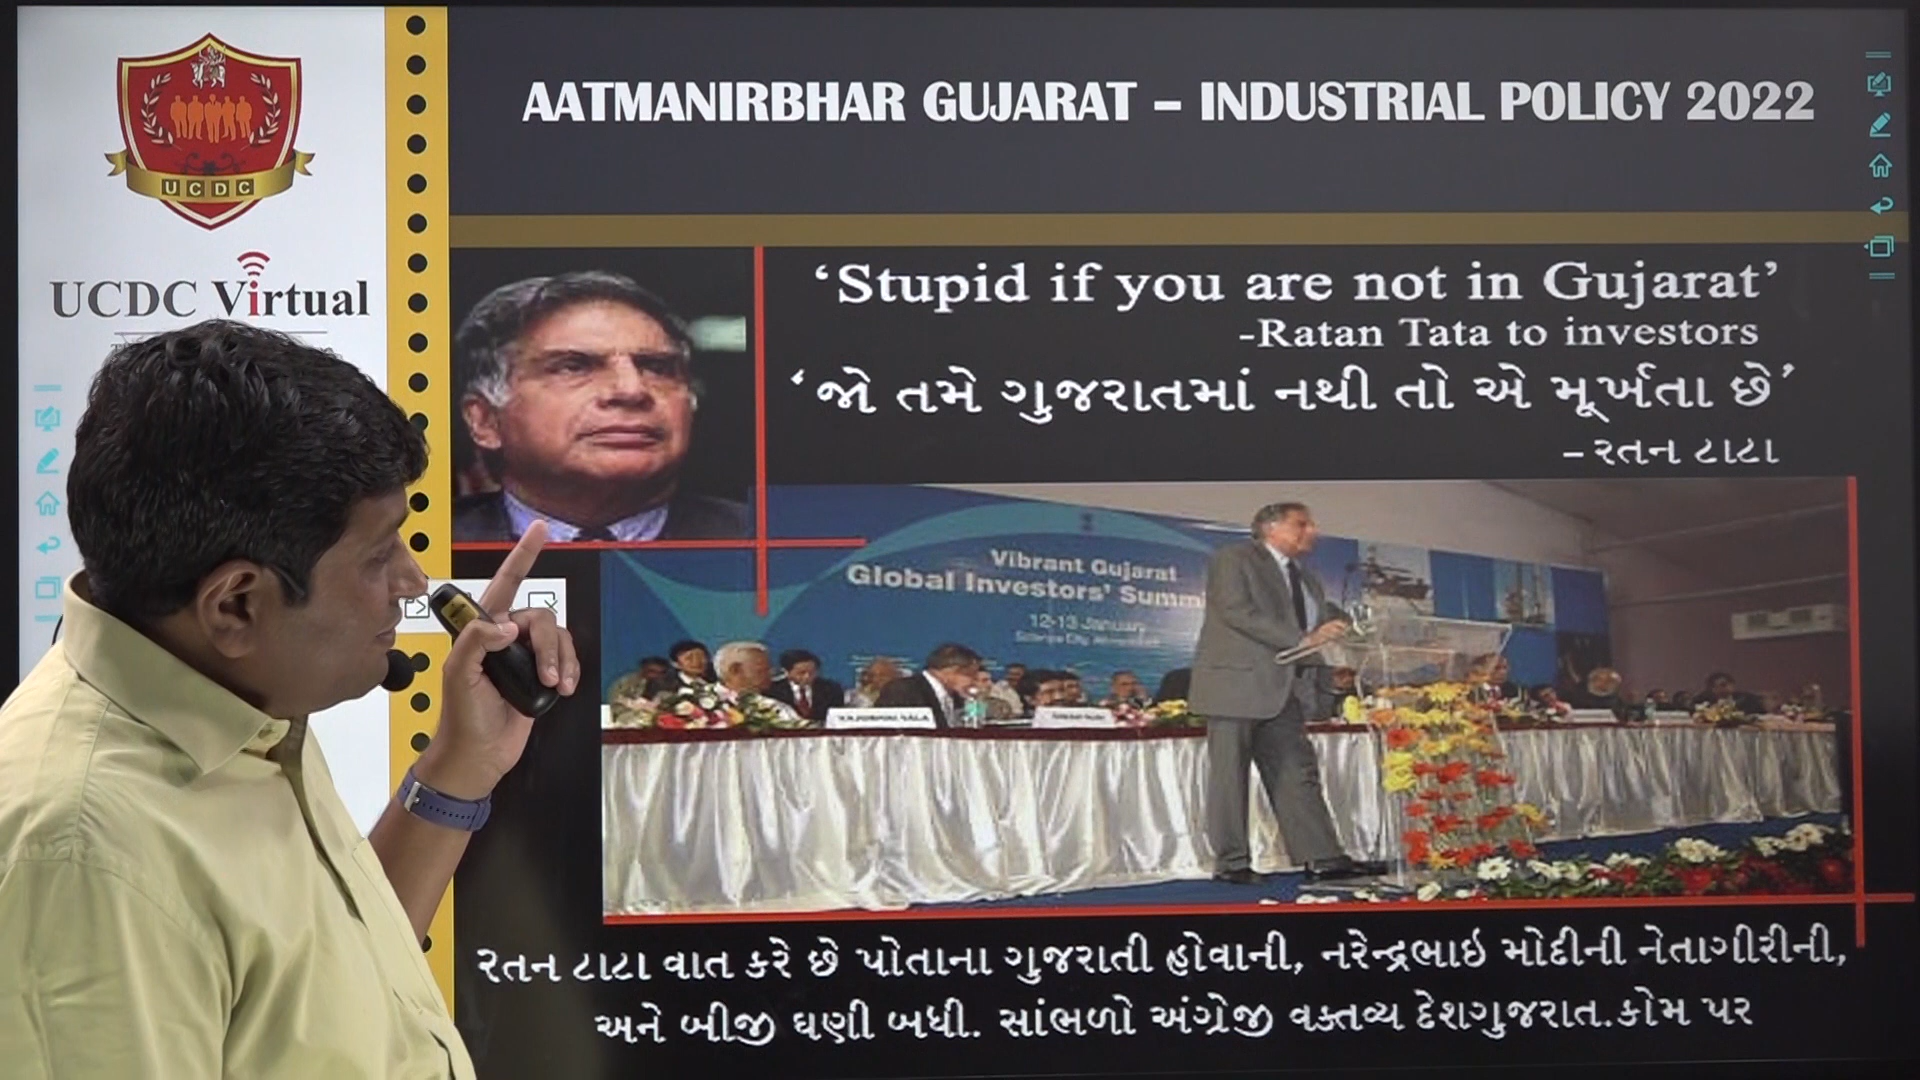 UCDC
UCDC Virtual
AATMANIRBHAR GUJARAT – INDUSTRIAL POLICY 2022
‘Stupid if you are not in Gujarat’
-Ratan Tata to investors
‘જો તમે ગુજરાતમાં નથી તો એ મૂર્ખતા છે’
– રતન ટાટા
Vibrant Gujarat
Global Investors' Summi
12-13 January
રતન ટાટા વાત કરે છે પોતાના ગુજરાતી હોવાની, નરેન્દ્રભાઇ મોદીની નેતાગીરીની,
અને બીજી ઘણી બધી. સાંભળો અંગ્રેજી વક્તવ્ય દેશગુજરાત.કોમ પર